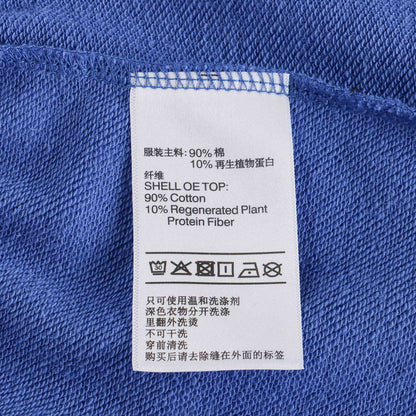 服装主料: 90% 棉
10% 再生植物蛋白
纤维
SHELL OE TOP:
90% Cotton
10% Regenerated Plant
Protein Fiber
只可使用温和洗涤剂
深色衣物分开洗涤
里翻外洗烫
不可干洗
穿前清洗
购买后请去除缝在外面的标签